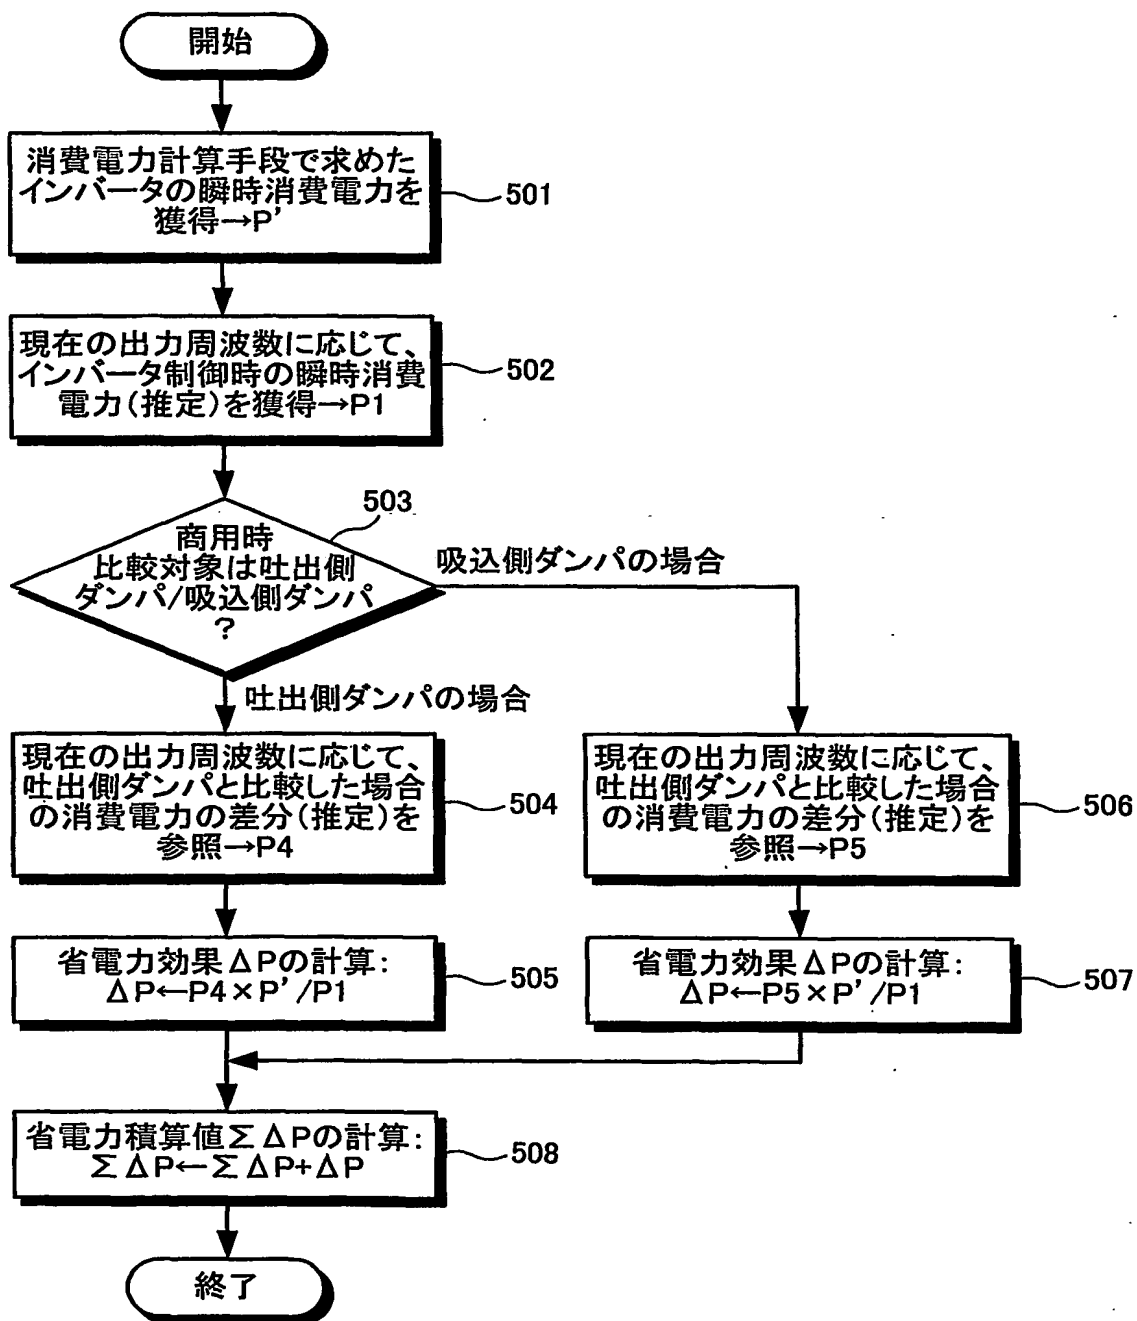 開始
消費電力計算手段で求めた
インバータの瞬時消費電力を
獲得→P'
501
現在の出力周波数に応じて、
インバータ制御時の瞬時消費
電力(推定)を獲得→P1
502
503
商用時
比較対象は吐出側
ダンパ/吸込側ダンパ
?
吸込側ダンパの場合
吐出側ダンパの場合
現在の出力周波数に応じて、
吐出側ダンパと比較した場合
の消費電力の差分(推定)を
参照→P4
504
現在の出力周波数に応じて、
吐出側ダンパと比較した場合
の消費電力の差分(推定)を
参照→P5
506
省電力効果ΔPの計算:
ΔP←P4×P'/P1
505
省電力効果ΔPの計算:
ΔP←P5×P'/P1
507
省電力積算値ΣΔPの計算:
ΣΔP←ΣΔP+ΔP
508
終了